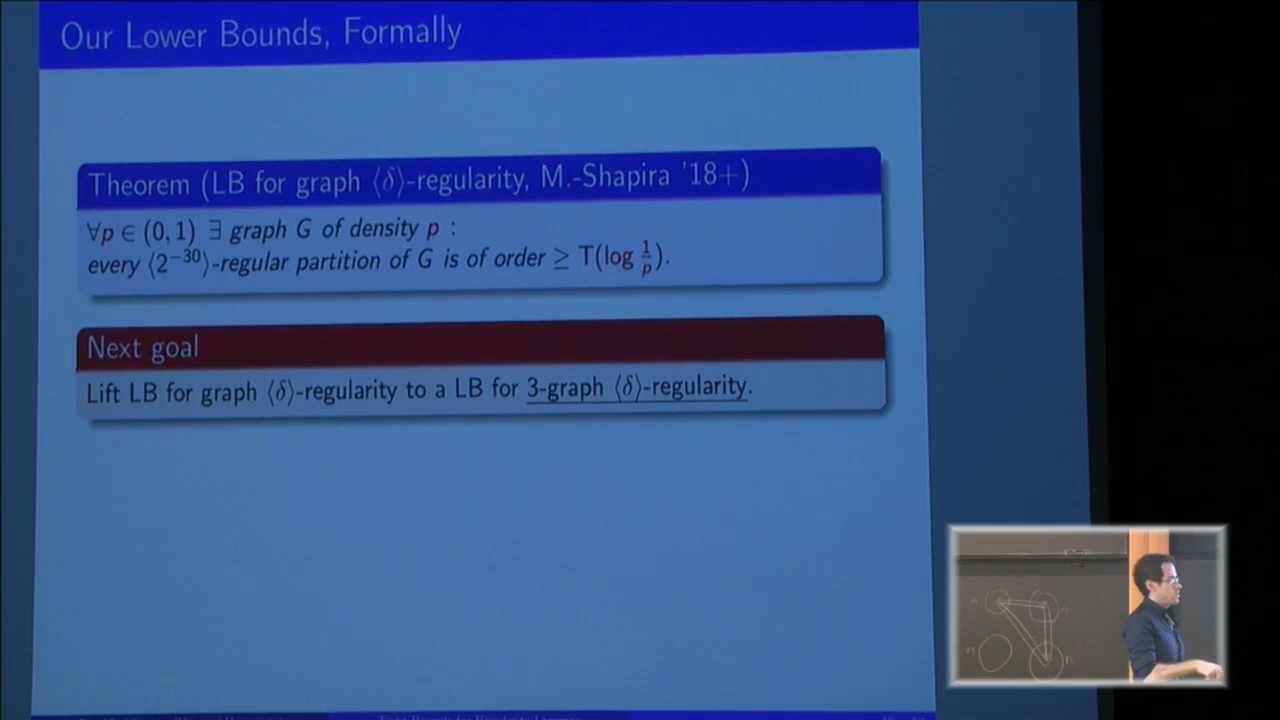 Our Lower Bounds, Formally
Theorem (LB for graph ⟨δ⟩-regularity, M.-Shapira '18+)
∀p ∈ (0, 1) ∃ graph G of density p :
every ⟨2⁻³⁰⟩-regular partition of G is of order ≥ T(log 1/p).
Next goal
Lift LB for graph ⟨δ⟩-regularity to a LB for 3-graph ⟨δ⟩-regularity.